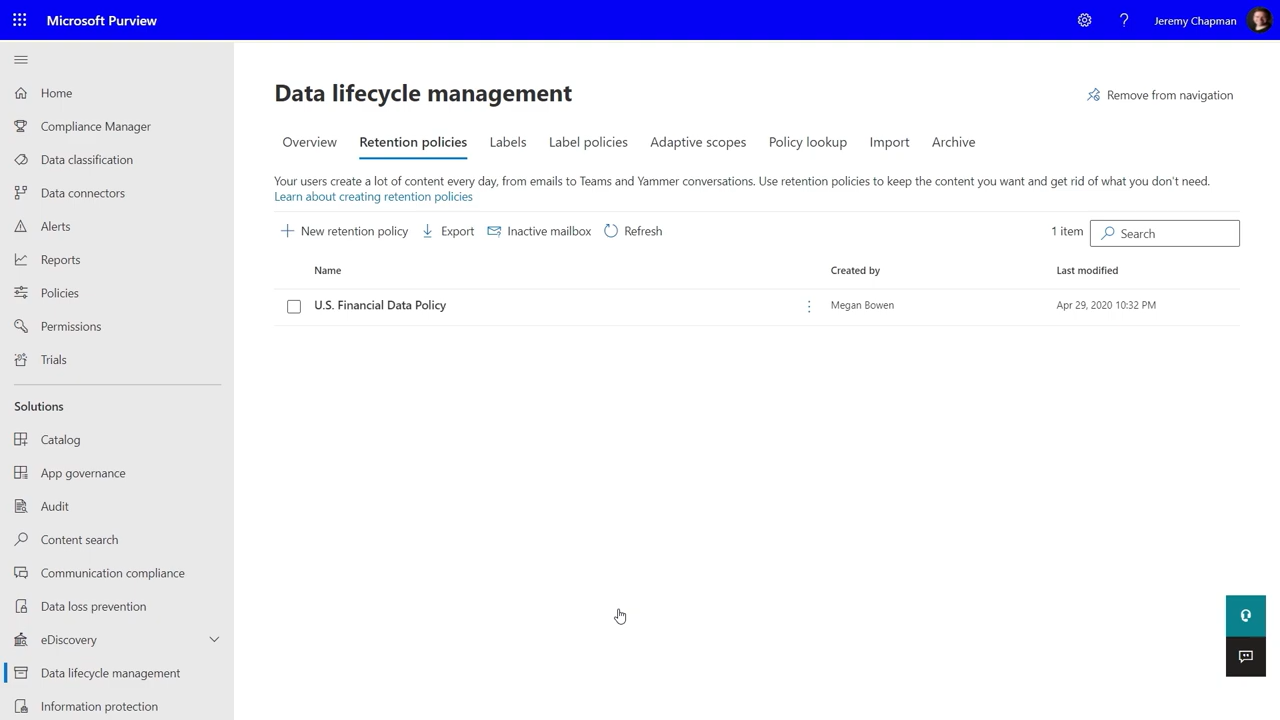 Microsoft Purview
?
Jeremy Chapman
Home
Compliance Manager
Data classification
Data connectors
Alerts
Reports
Policies
Permissions
Trials
Solutions
Catalog
App governance
Audit
Content search
Communication compliance
Data loss prevention
eDiscovery
Data lifecycle management
Information protection
Data lifecycle management
Remove from navigation
Overview Retention policies Labels Label policies Adaptive scopes Policy lookup Import Archive
Your users create a lot of content every day, from emails to Teams and Yammer conversations. Use retention policies to keep the content you want and get rid of what you don't need.
Learn about creating retention policies
New retention policy Export Inactive mailbox Refresh 1 item Search
Name Created by Last modified
U.S. Financial Data Policy Megan Bowen Apr 29, 2020 10:32 PM